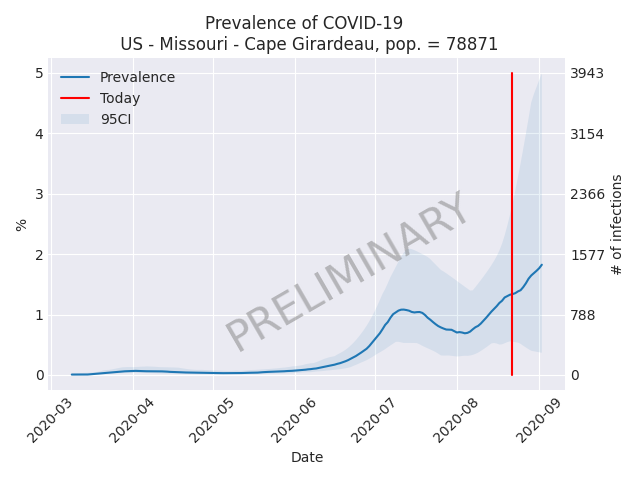 Prevalence of COVID-19
US - Missouri - Cape Girardeau, pop. = 78871
Prevalence
Today
95CI
5
4
3
2
1
0
%
3943
3154
2366
1577
788
0
# of infections
PRELIMINARY
2020-03
2020-04
2020-05
2020-06
2020-07
2020-08
2020-09
Date